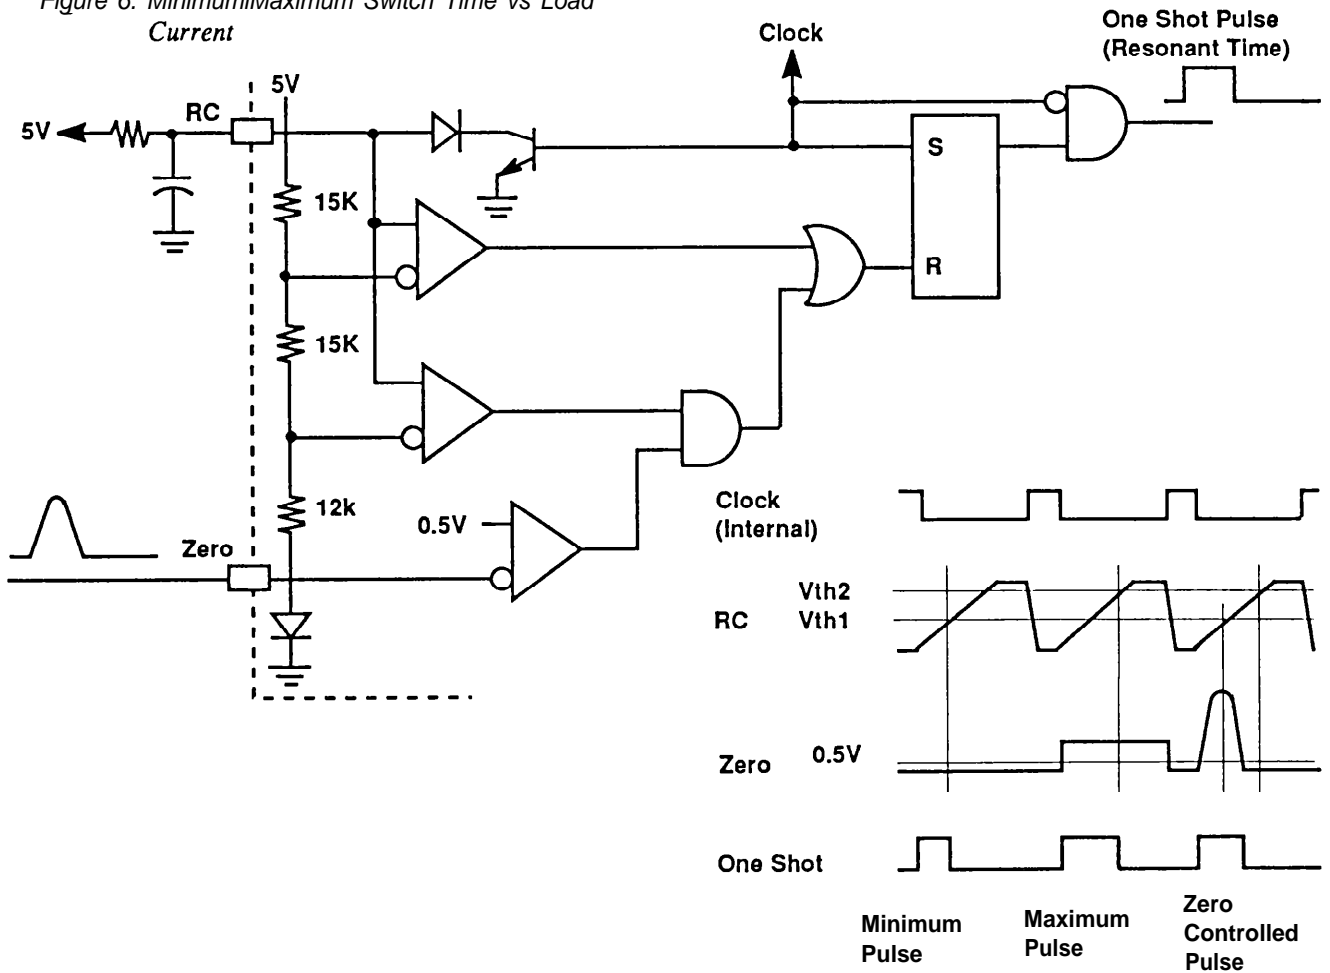 Figure 6. MinimumlMaximum Switch Time vs Load
Current
Clock
One Shot Pulse
(Resonant Time)
5V
RC
5V
15K
S
R
15K
12k
0.5V
Zero
Clock
(Internal)
Vth2
RC Vth1
Zero 0.5V
One Shot
Minimum
Pulse
Maximum
Pulse
Zero
Controlled
Pulse